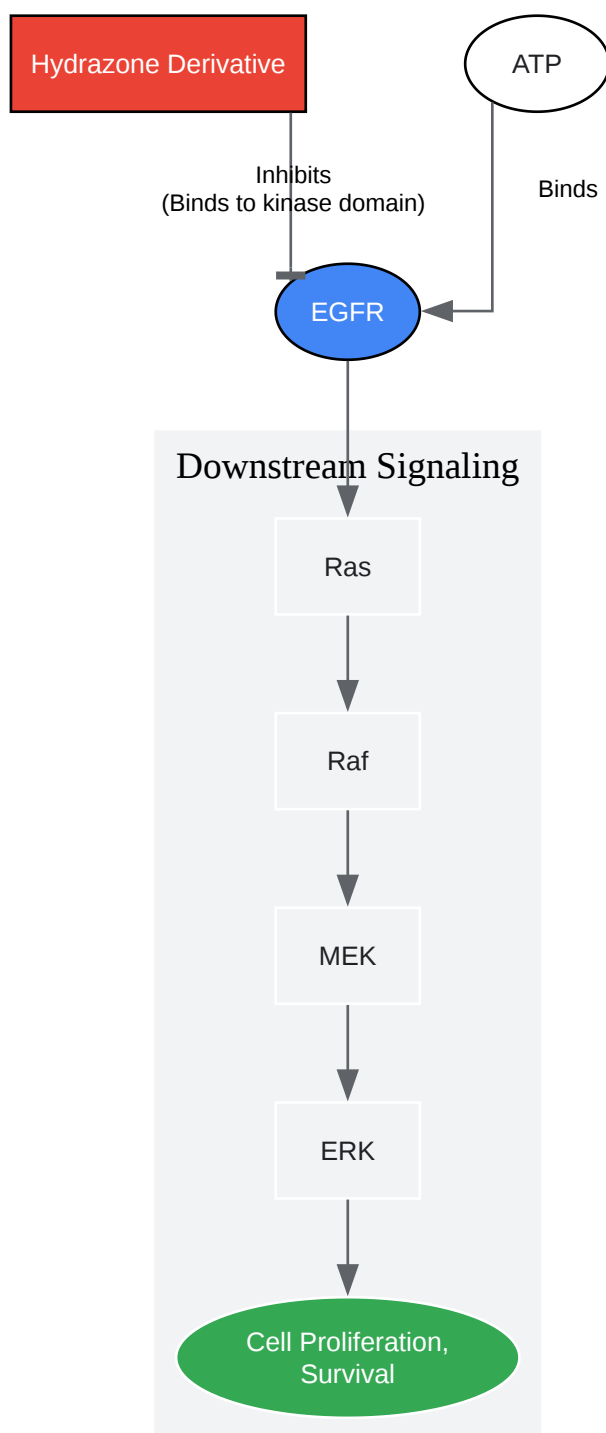 Hydrazone Derivative
ATP
Inhibits
(Binds to kinase domain)
Binds
EGFR
Downstream Signaling
Ras
Raf
MEK
ERK
Cell Proliferation,
Survival